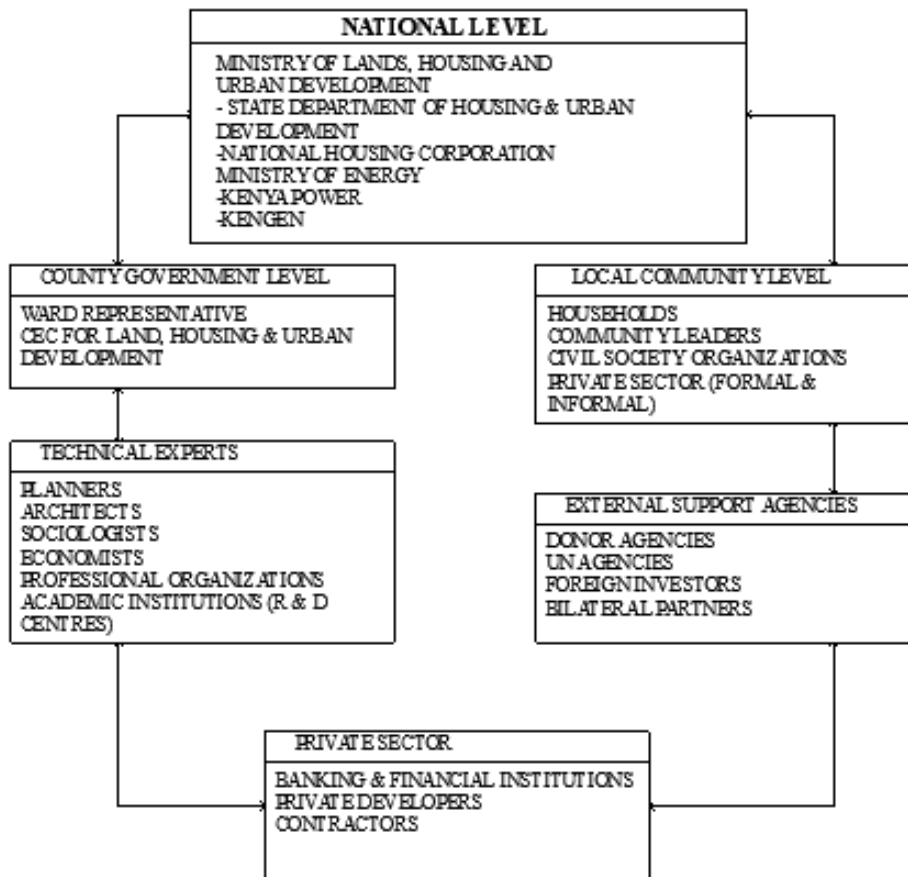 NATIONAL LEVEL
MINISTRY OF LANDS, HOUSING AND
URBAN DEVELOPMENT
- STATE DEPARTMENT OF HOUSING & URBAN
DEVELOPMENT
-NATIONAL HOUSING CORPORATION
MINISTRY OF ENERGY
-KENYA POWER
-KENGEN
COUNTY GOVERNMENT LEVEL
WARD REPRESENTATIVE
CEC FOR LAND, HOUSING & URBAN
DEVELOPMENT
LOCAL COMMUNITY LEVEL
HOUSEHOLDS
COMMUNITY LEADERS
CIVIL SOCIETY ORGANIZATIONS
PRIVATE SECTOR (FORMAL &
INFORMAL)
TECHNICAL EXPERTS
PLANNERS
ARCHITECTS
SOCIOLOGISTS
ECONOMISTS
PROFESSIONAL ORGANIZATIONS
ACADEMIC INSTITUTIONS (R & D
CENTRES)
EXTERNAL SUPPORT AGENCIES
DONOR AGENCIES
UN AGENCIES
FOREIGN INVESTORS
BILATERAL PARTNERS
PRIVATE SECTOR
BANKING & FINANCIAL INSTITUTIONS
PRIVATE DEVELOPERS
CONTRACTORS